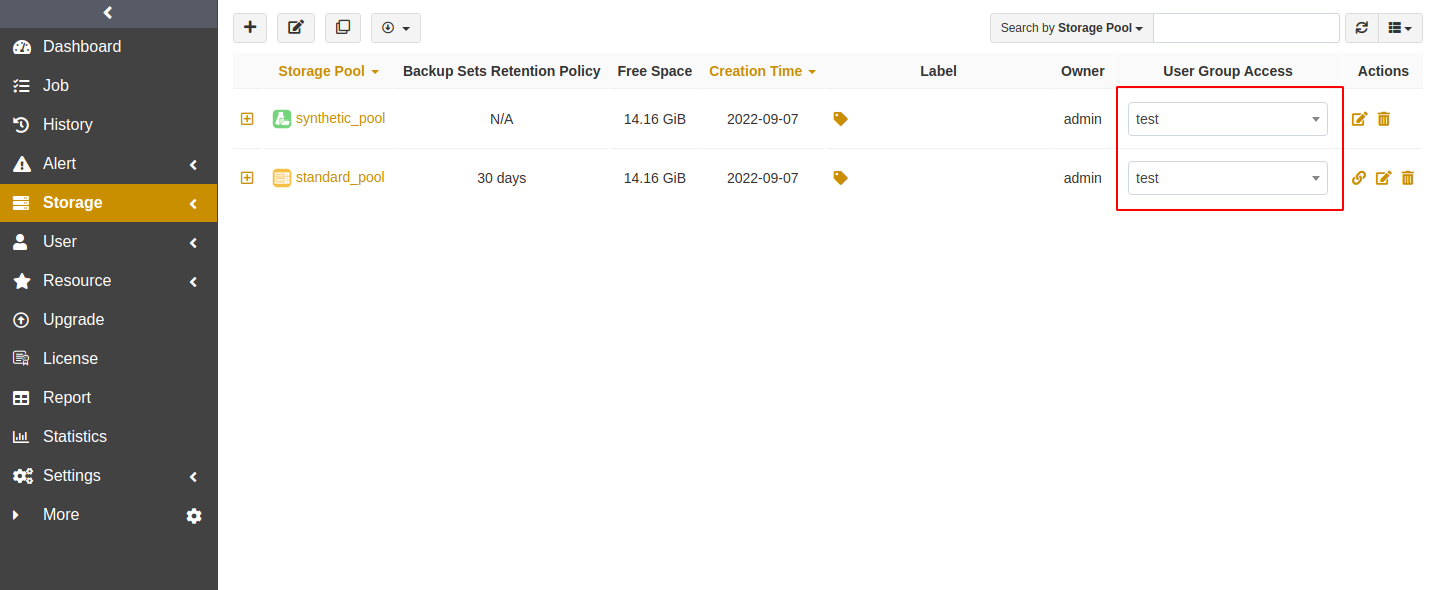 Dashboard
Job
History
Alert
Storage
User
Resource
Upgrade
License
Report
Statistics
Settings
More
Search by Storage Pool
Storage Pool Backup Sets Retention Policy Free Space Creation Time Label Owner User Group Access Actions
synthetic_pool N/A 14.16 GiB 2022-09-07 admin test
standard_pool 30 days 14.16 GiB 2022-09-07 admin test